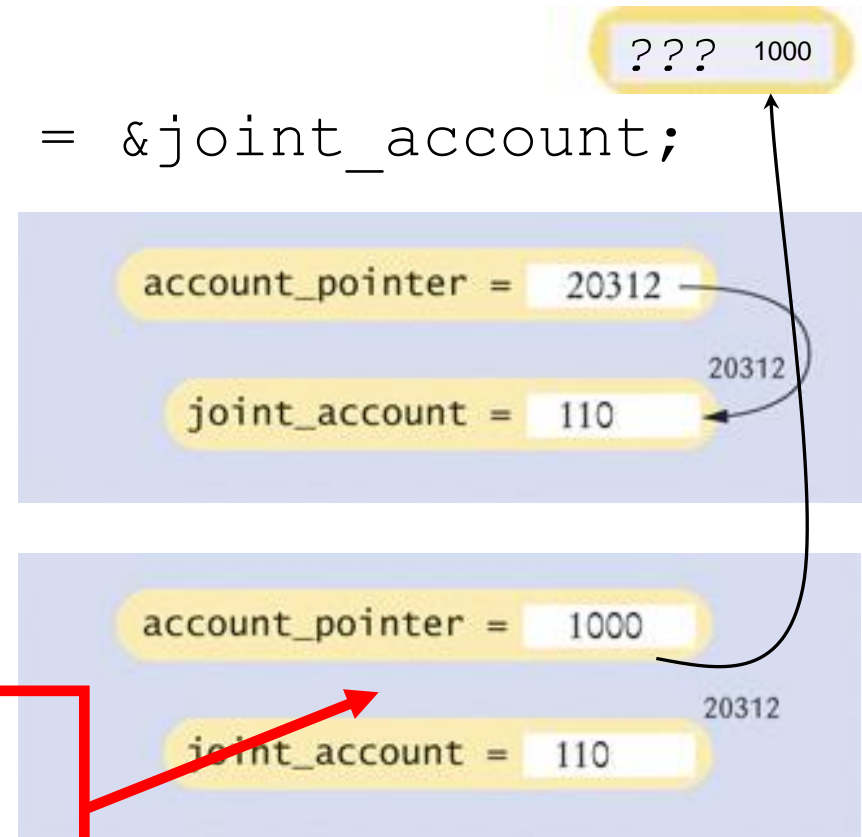 ??? 1000
= &joint_account;
account_pointer = 20312
20312
joint_account = 110
account_pointer = 1000
20312
joint_account = 110